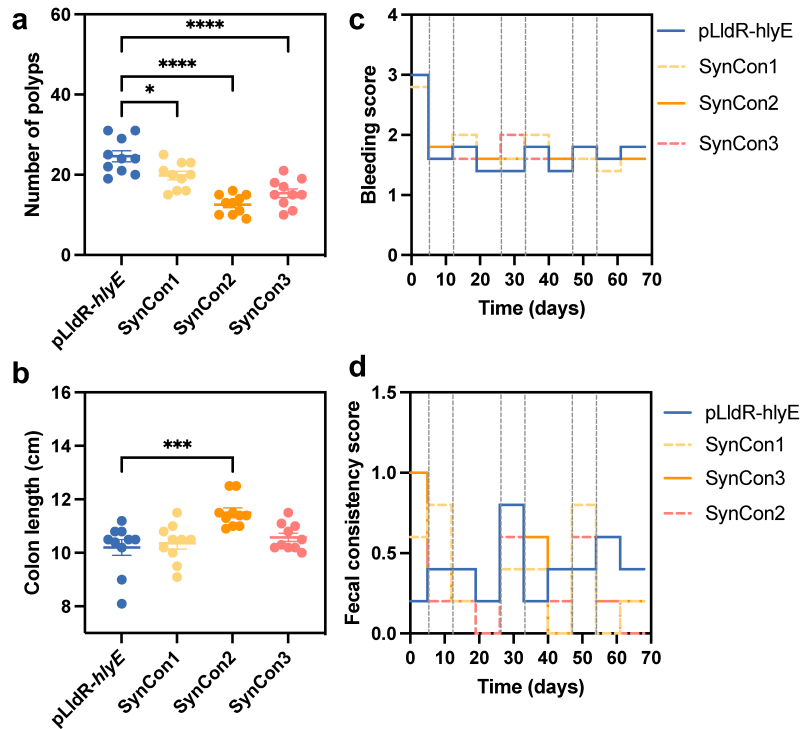 a
****
****
*
60
40
20
0
Number of polyps
pLldR-hlyE
SynCon1
SynCon2
SynCon3
c
4
3
2
1
0
Bleeding score
0 10 20 30 40 50 60 70
Time (days)
pLldR-hlyE
SynCon1
SynCon2
SynCon3
b
***
16
14
12
10
8
Colon length (cm)
pLldR-hlyE
SynCon1
SynCon2
SynCon3
d
1.5
1.0
0.5
0.0
Fecal consistency score
0 10 20 30 40 50 60 70
Time (days)
pLldR-hlyE
SynCon1
SynCon3
SynCon2